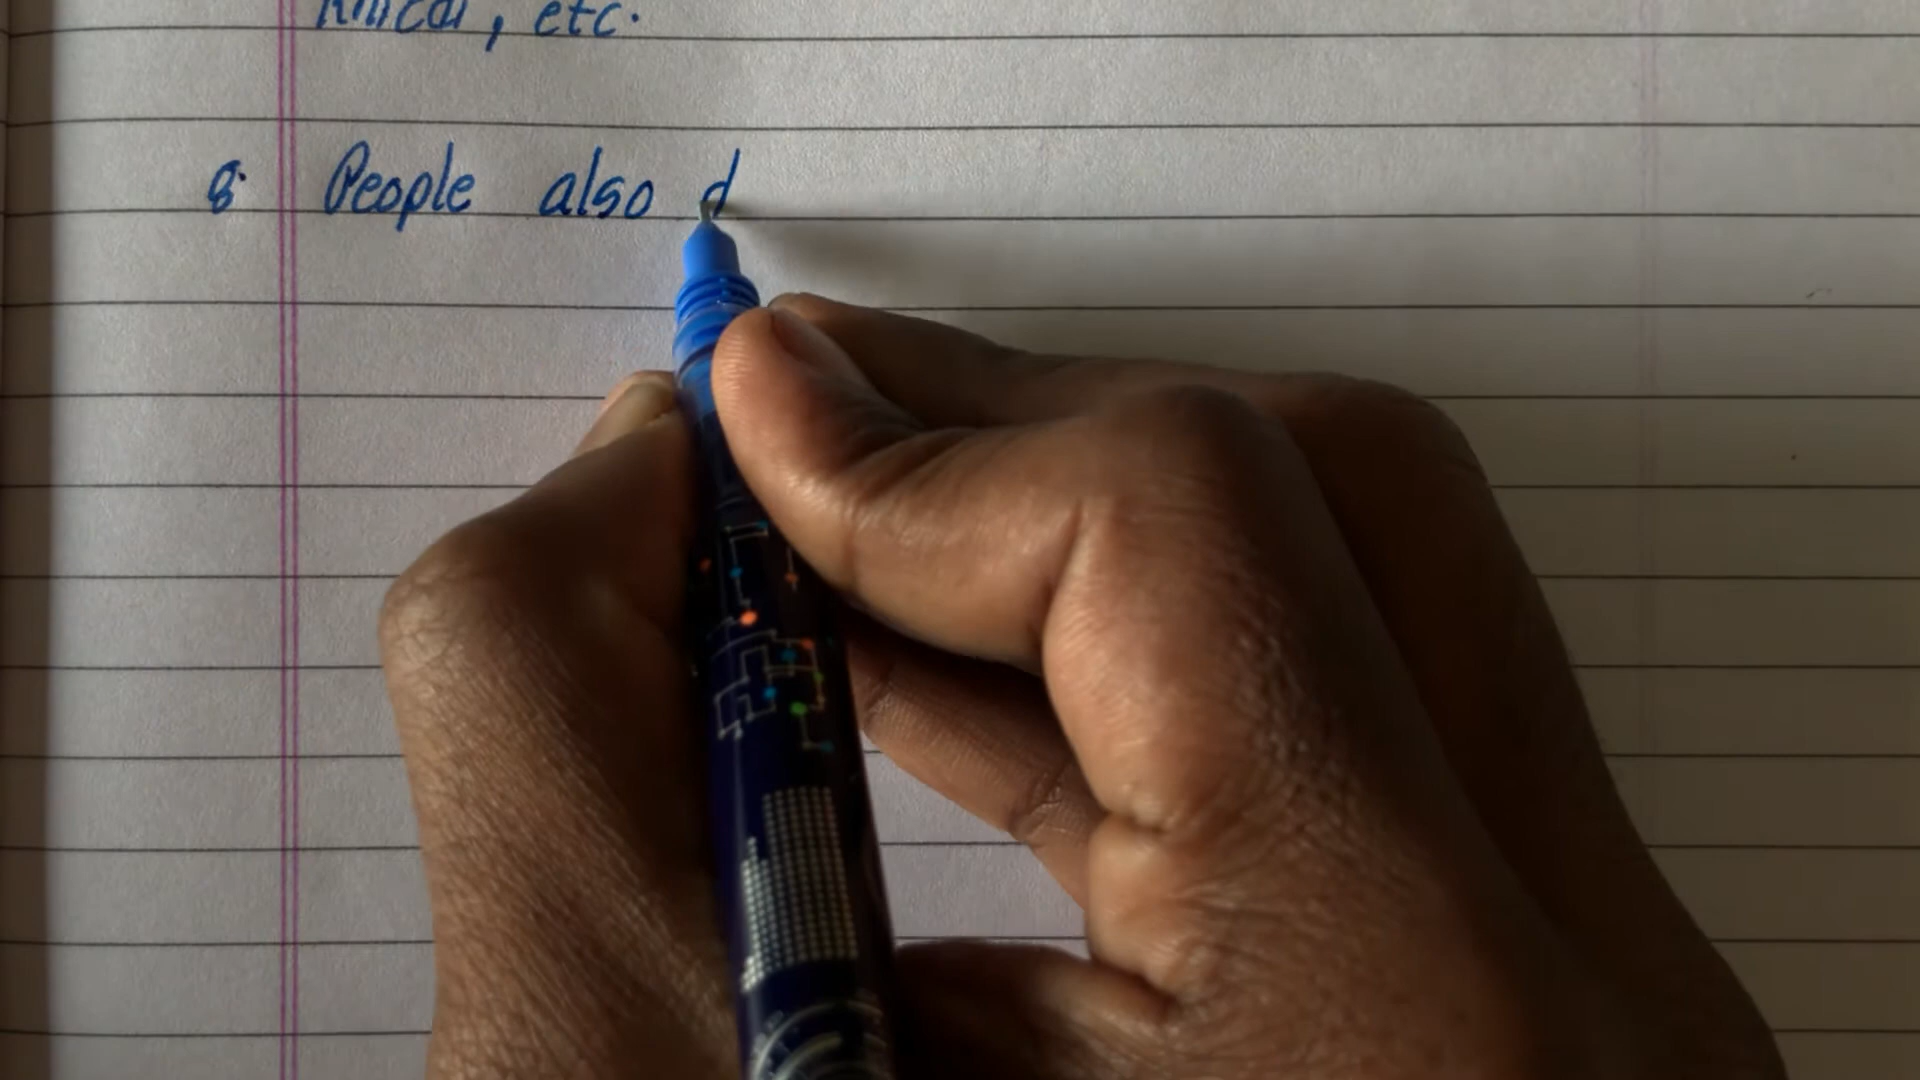 , etc.
8. People also d